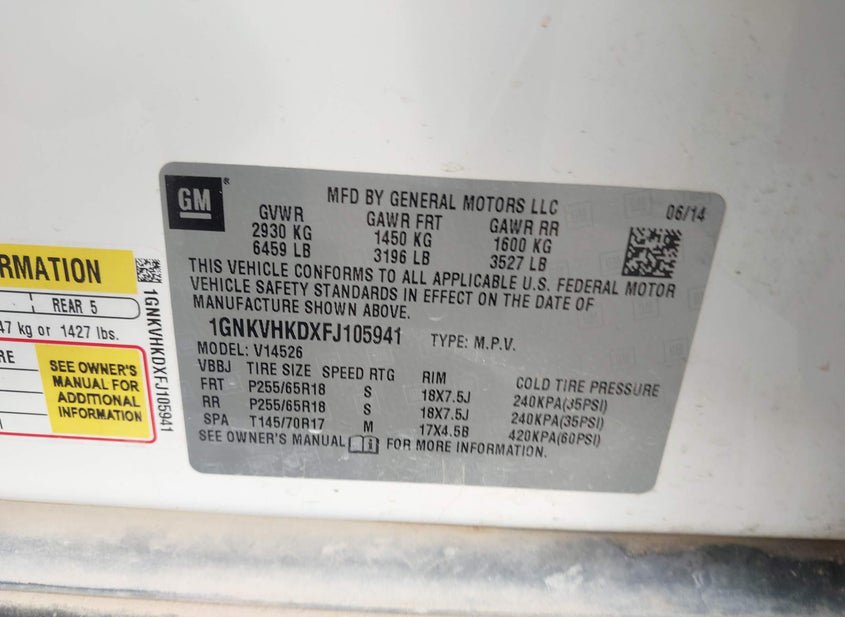 GM®
MFD BY GENERAL MOTORS LLC 06/14
GVWR GAWR FRT GAWR RR
2930 KG 1450 KG 1600 KG
6459 LB 3196 LB 3527 LB
THIS VEHICLE CONFORMS TO ALL APPLICABLE U.S. FEDERAL MOTOR
VEHICLE SAFETY STANDARDS IN EFFECT ON THE DATE OF
MANUFACTURE SHOWN ABOVE.
1GNKVHKDXFJ105941 TYPE: M.P.V.
MODEL: V14526
VBBJ TIRE SIZE SPEED RTG RIM COLD TIRE PRESSURE
FRT P255/65R18 S 18X7.5J 240KPA(35PSI)
RR P255/65R18 S 18X7.5J 240KPA(35PSI)
SPA T145/70R17 M 17X4.5B 420KPA(60PSI)
SEE OWNER'S MANUAL FOR MORE INFORMATION.
RMATION
REAR 5
47 kg or 1427 lbs.
RE
SEE OWNER'S
MANUAL FOR
ADDITIONAL
INFORMATION
1GNKVHKDXFJ105941